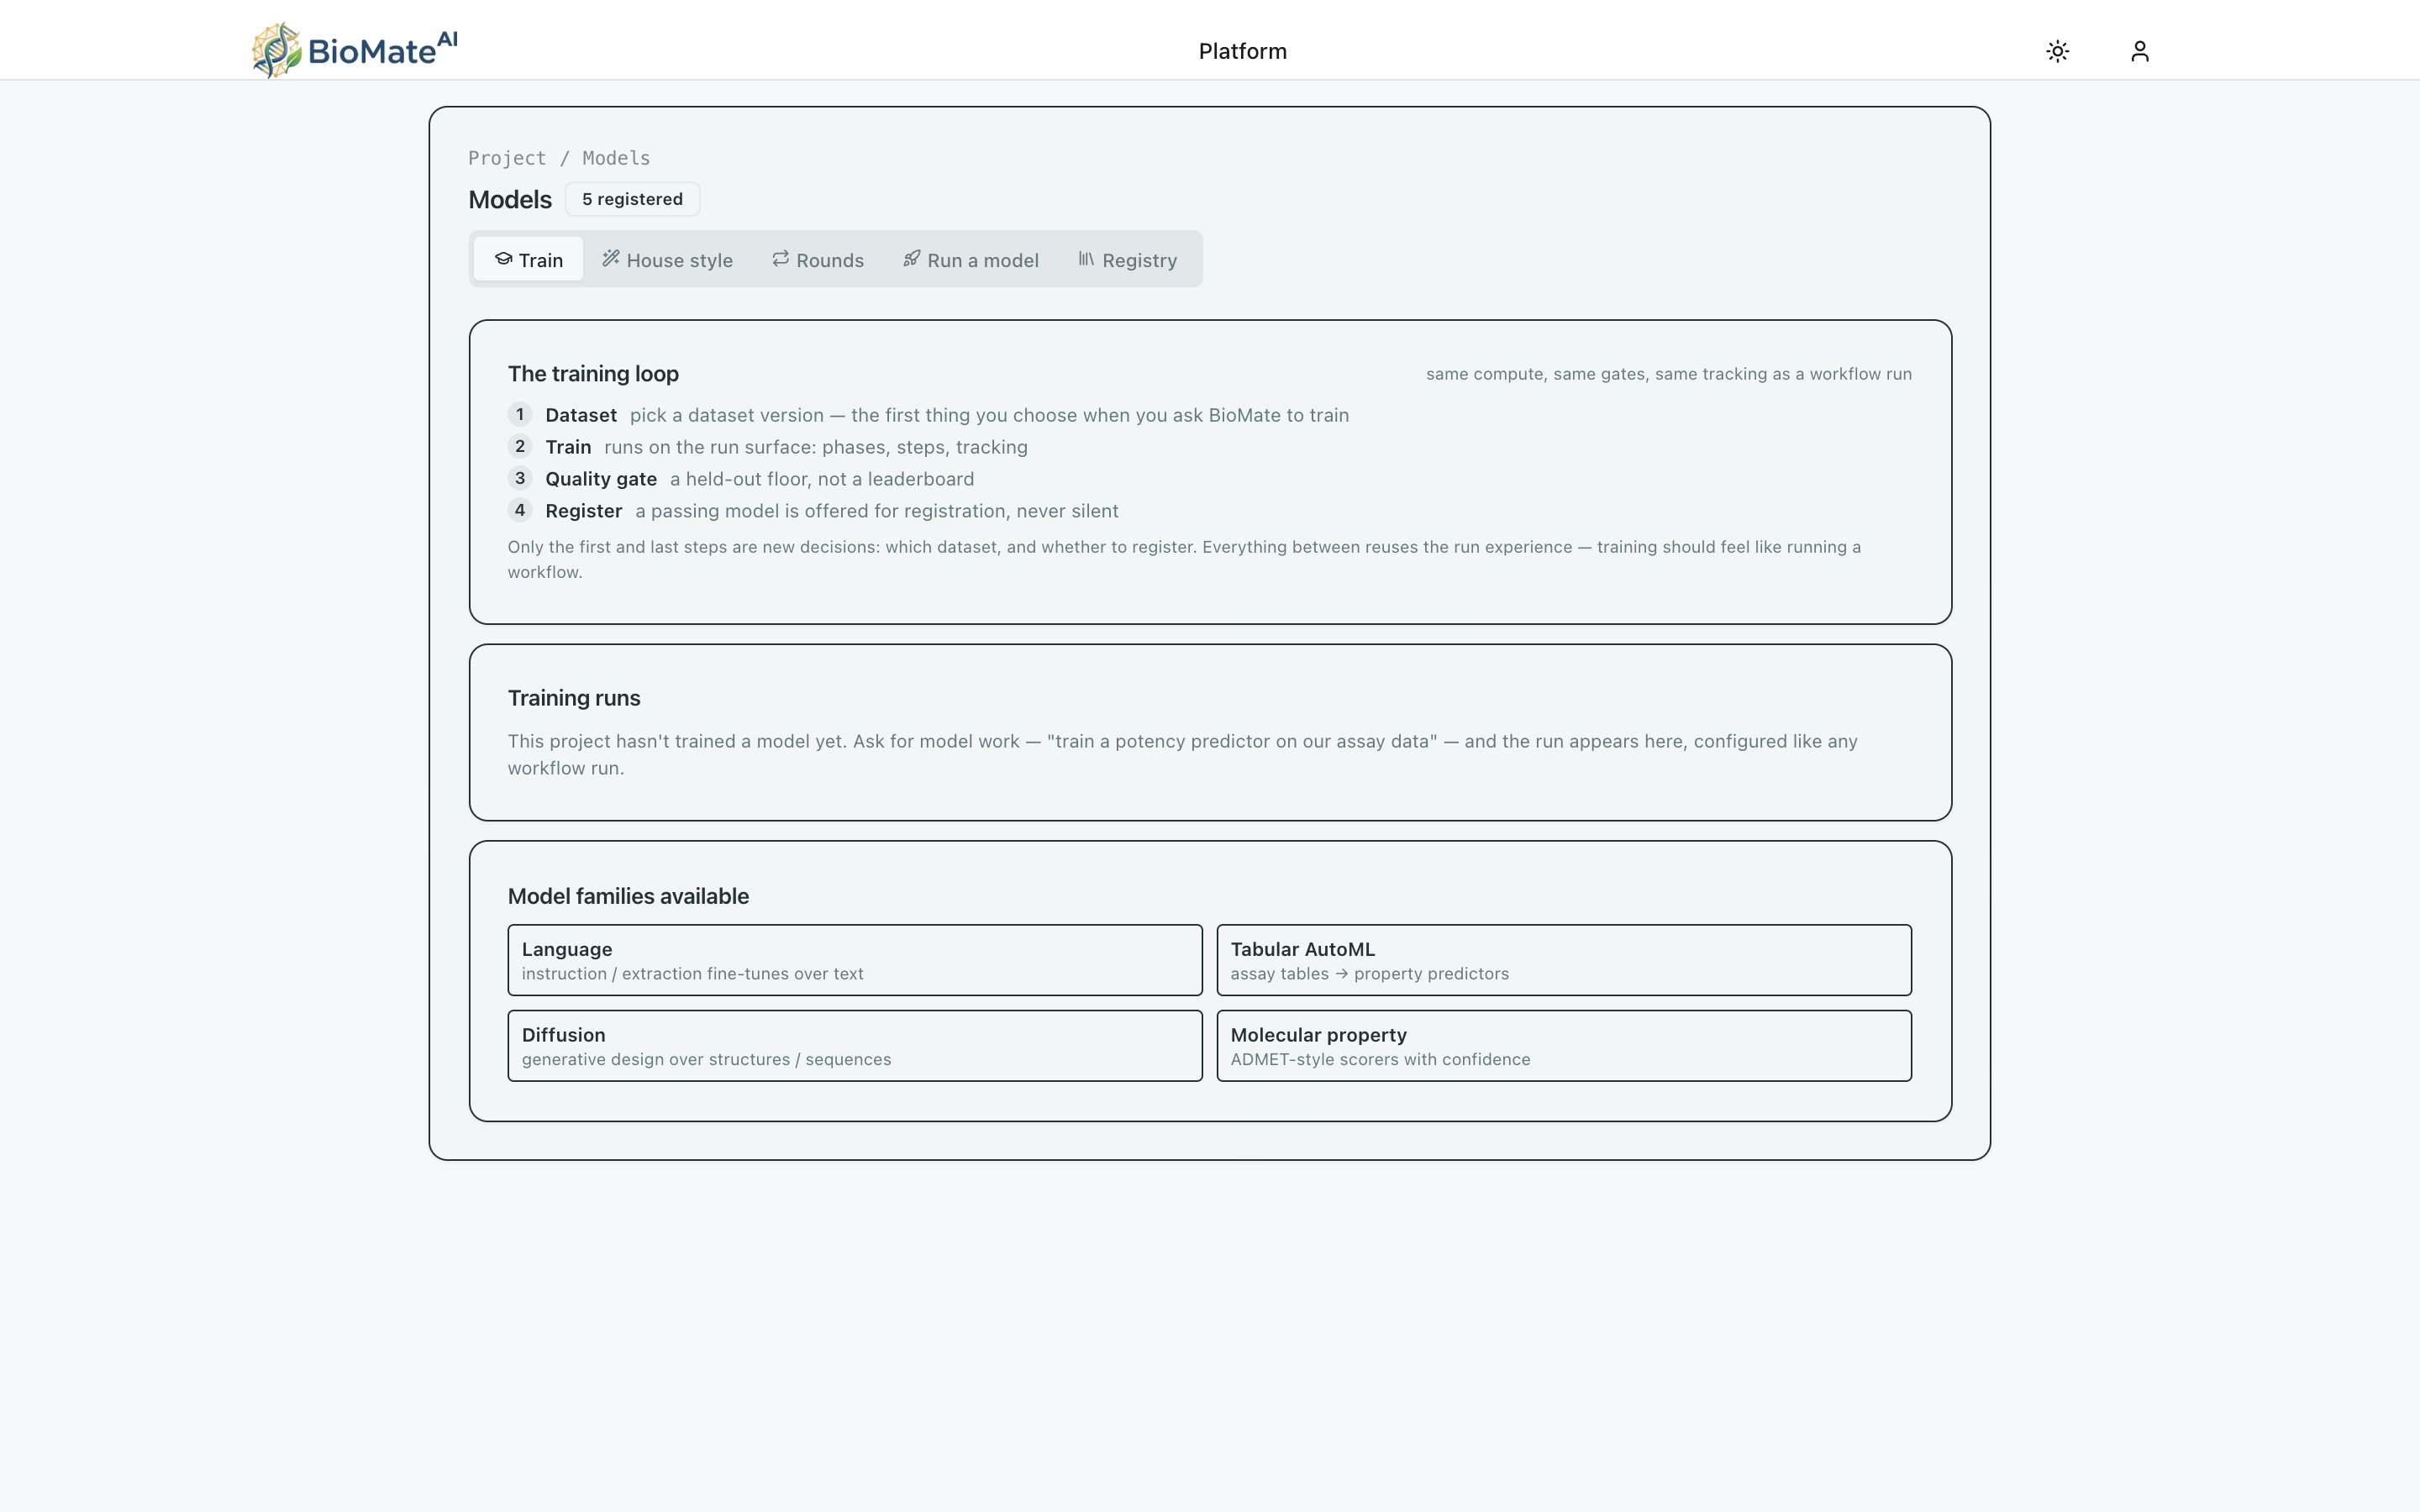 BioMate AI
Platform
Project / Models
Models
5 registered
Train
House style
Rounds
Run a model
Registry
The training loop
same compute, same gates, same tracking as a workflow run
1 Dataset pick a dataset version — the first thing you choose when you ask BioMate to train
2 Train runs on the run surface: phases, steps, tracking
3 Quality gate a held-out floor, not a leaderboard
4 Register a passing model is offered for registration, never silent
Only the first and last steps are new decisions: which dataset, and whether to register. Everything between reuses the run experience — training should feel like running a
workflow.
Training runs
This project hasn't trained a model yet. Ask for model work — "train a potency predictor on our assay data" — and the run appears here, configured like any
workflow run.
Model families available
Language
instruction / extraction fine-tunes over text
Tabular AutoML
assay tables → property predictors
Diffusion
generative design over structures / sequences
Molecular property
ADMET-style scorers with confidence